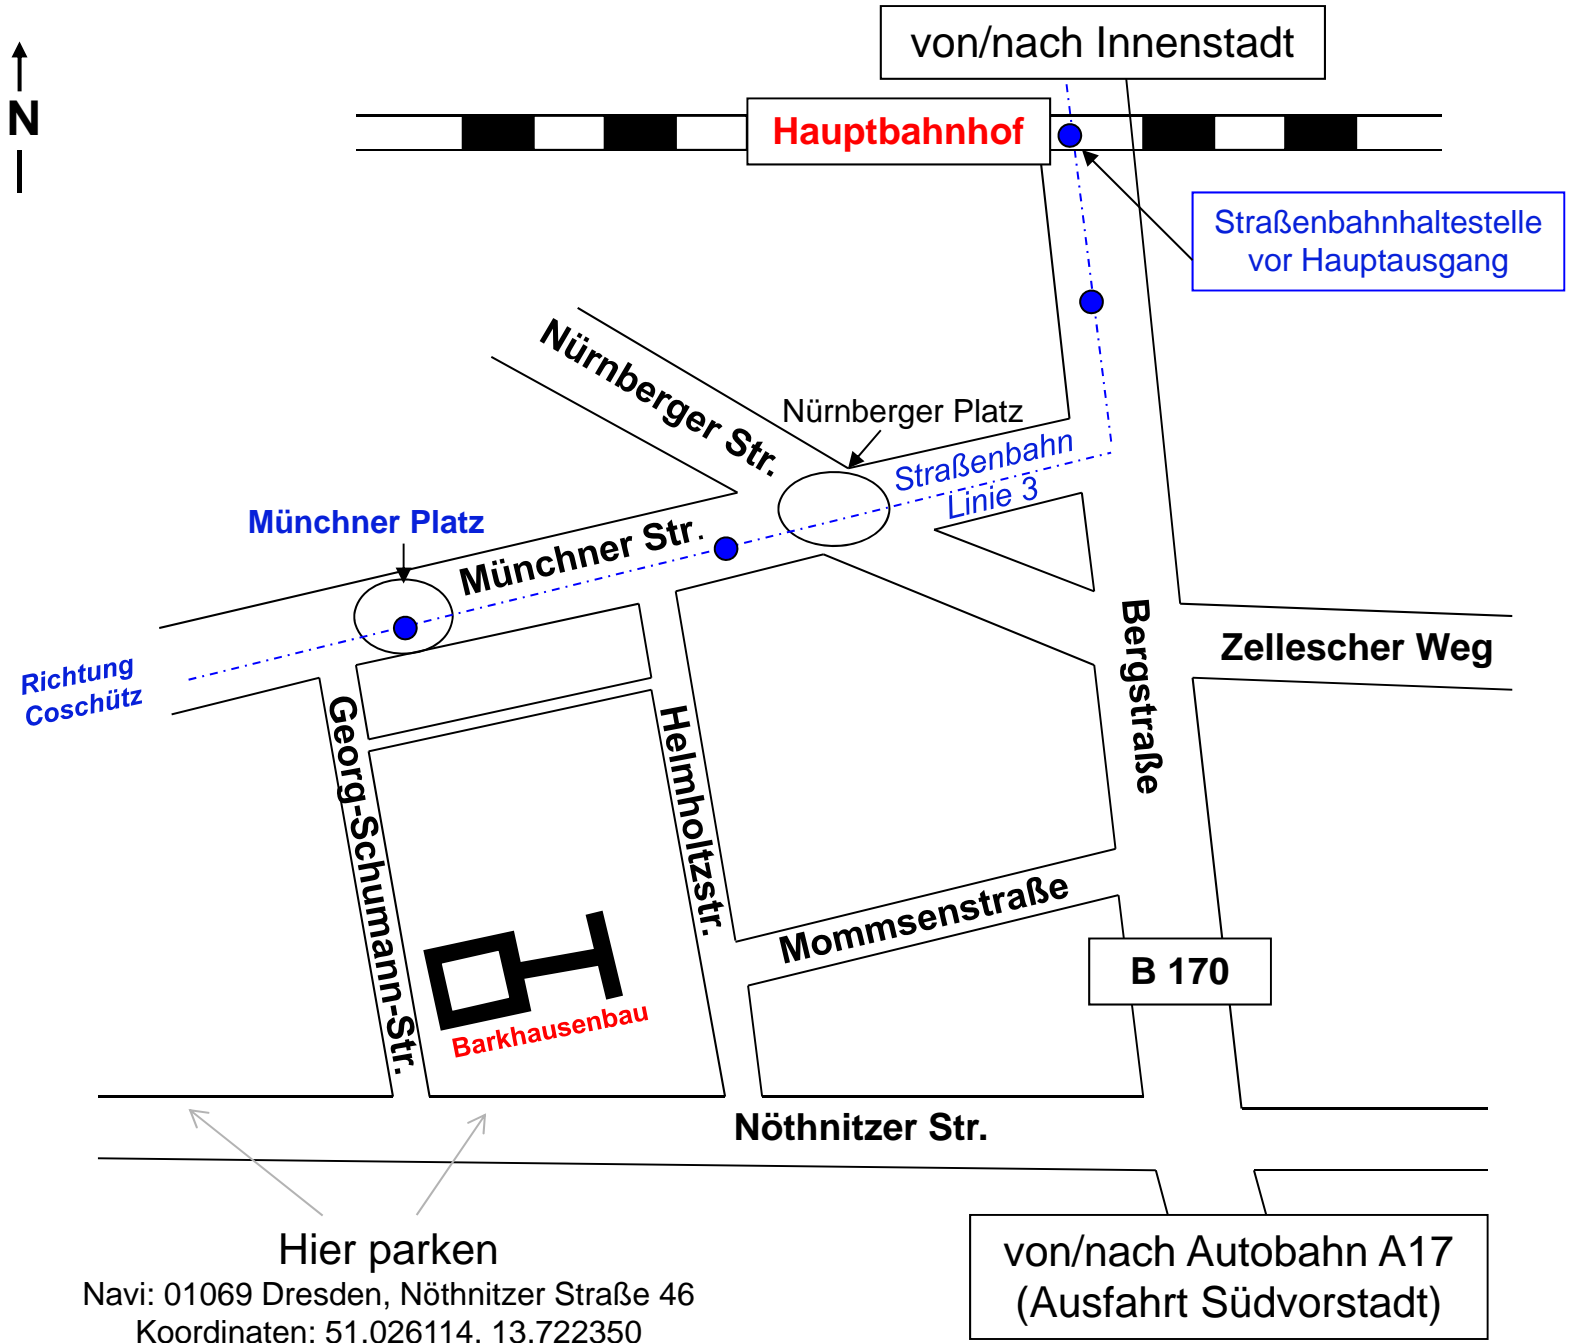 von/nach Innenstadt
N
Hauptbahnhof
Straßenbahnhaltestelle
vor Hauptausgang
Nürnberger Str.
Nürnberger Platz
Straßenbahn
Linie 3
Münchner Platz
Münchner Str.
Richtung
Coschütz
Bergstraße
Zellescher Weg
Georg-Schumann-Str.
Helmholtzstr.
Mommsenstraße
B 170
Barkhausenbau
Nöthnitzer Str.
Hier parken
Navi: 01069 Dresden, Nöthnitzer Straße 46
Koordinaten: 51.026114, 13.722350
von/nach Autobahn A17
(Ausfahrt Südvorstadt)